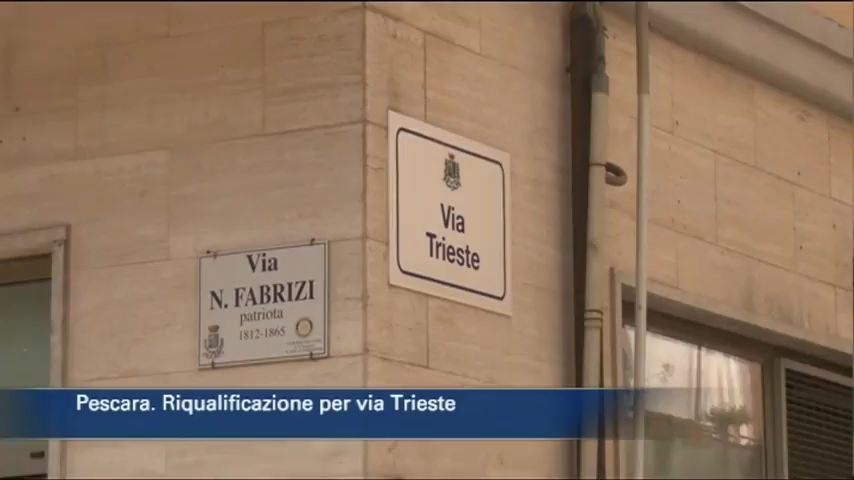 Via
Trieste
Via
N. FABRIZI
patriota
1812-1865
Pescara. Riqualificazione per via Trieste